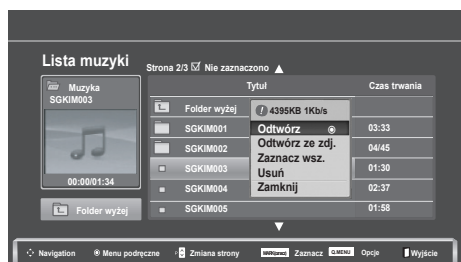 Lista muzyki
Strona 2/3 ☑ Nie zaznaczono ▲
Muzyka
SGKIM003
00:00/01:34
Folder wyżej
Tytuł
Czas trwania
Folder wyżej
SGKIM001 03:33
SGKIM002 04/45
SGKIM003 01:30
SGKIM004 02:37
SGKIM005 01:58
4395KB 1Kb/s
Odtwórz
Odtwórz ze zdj.
Zaznacz wsz.
Usuń
Zamknij
▼
Navigation Menu podręczne P Zmiana strony MARK Zaznacz Q.MENU Opcje Wyjście